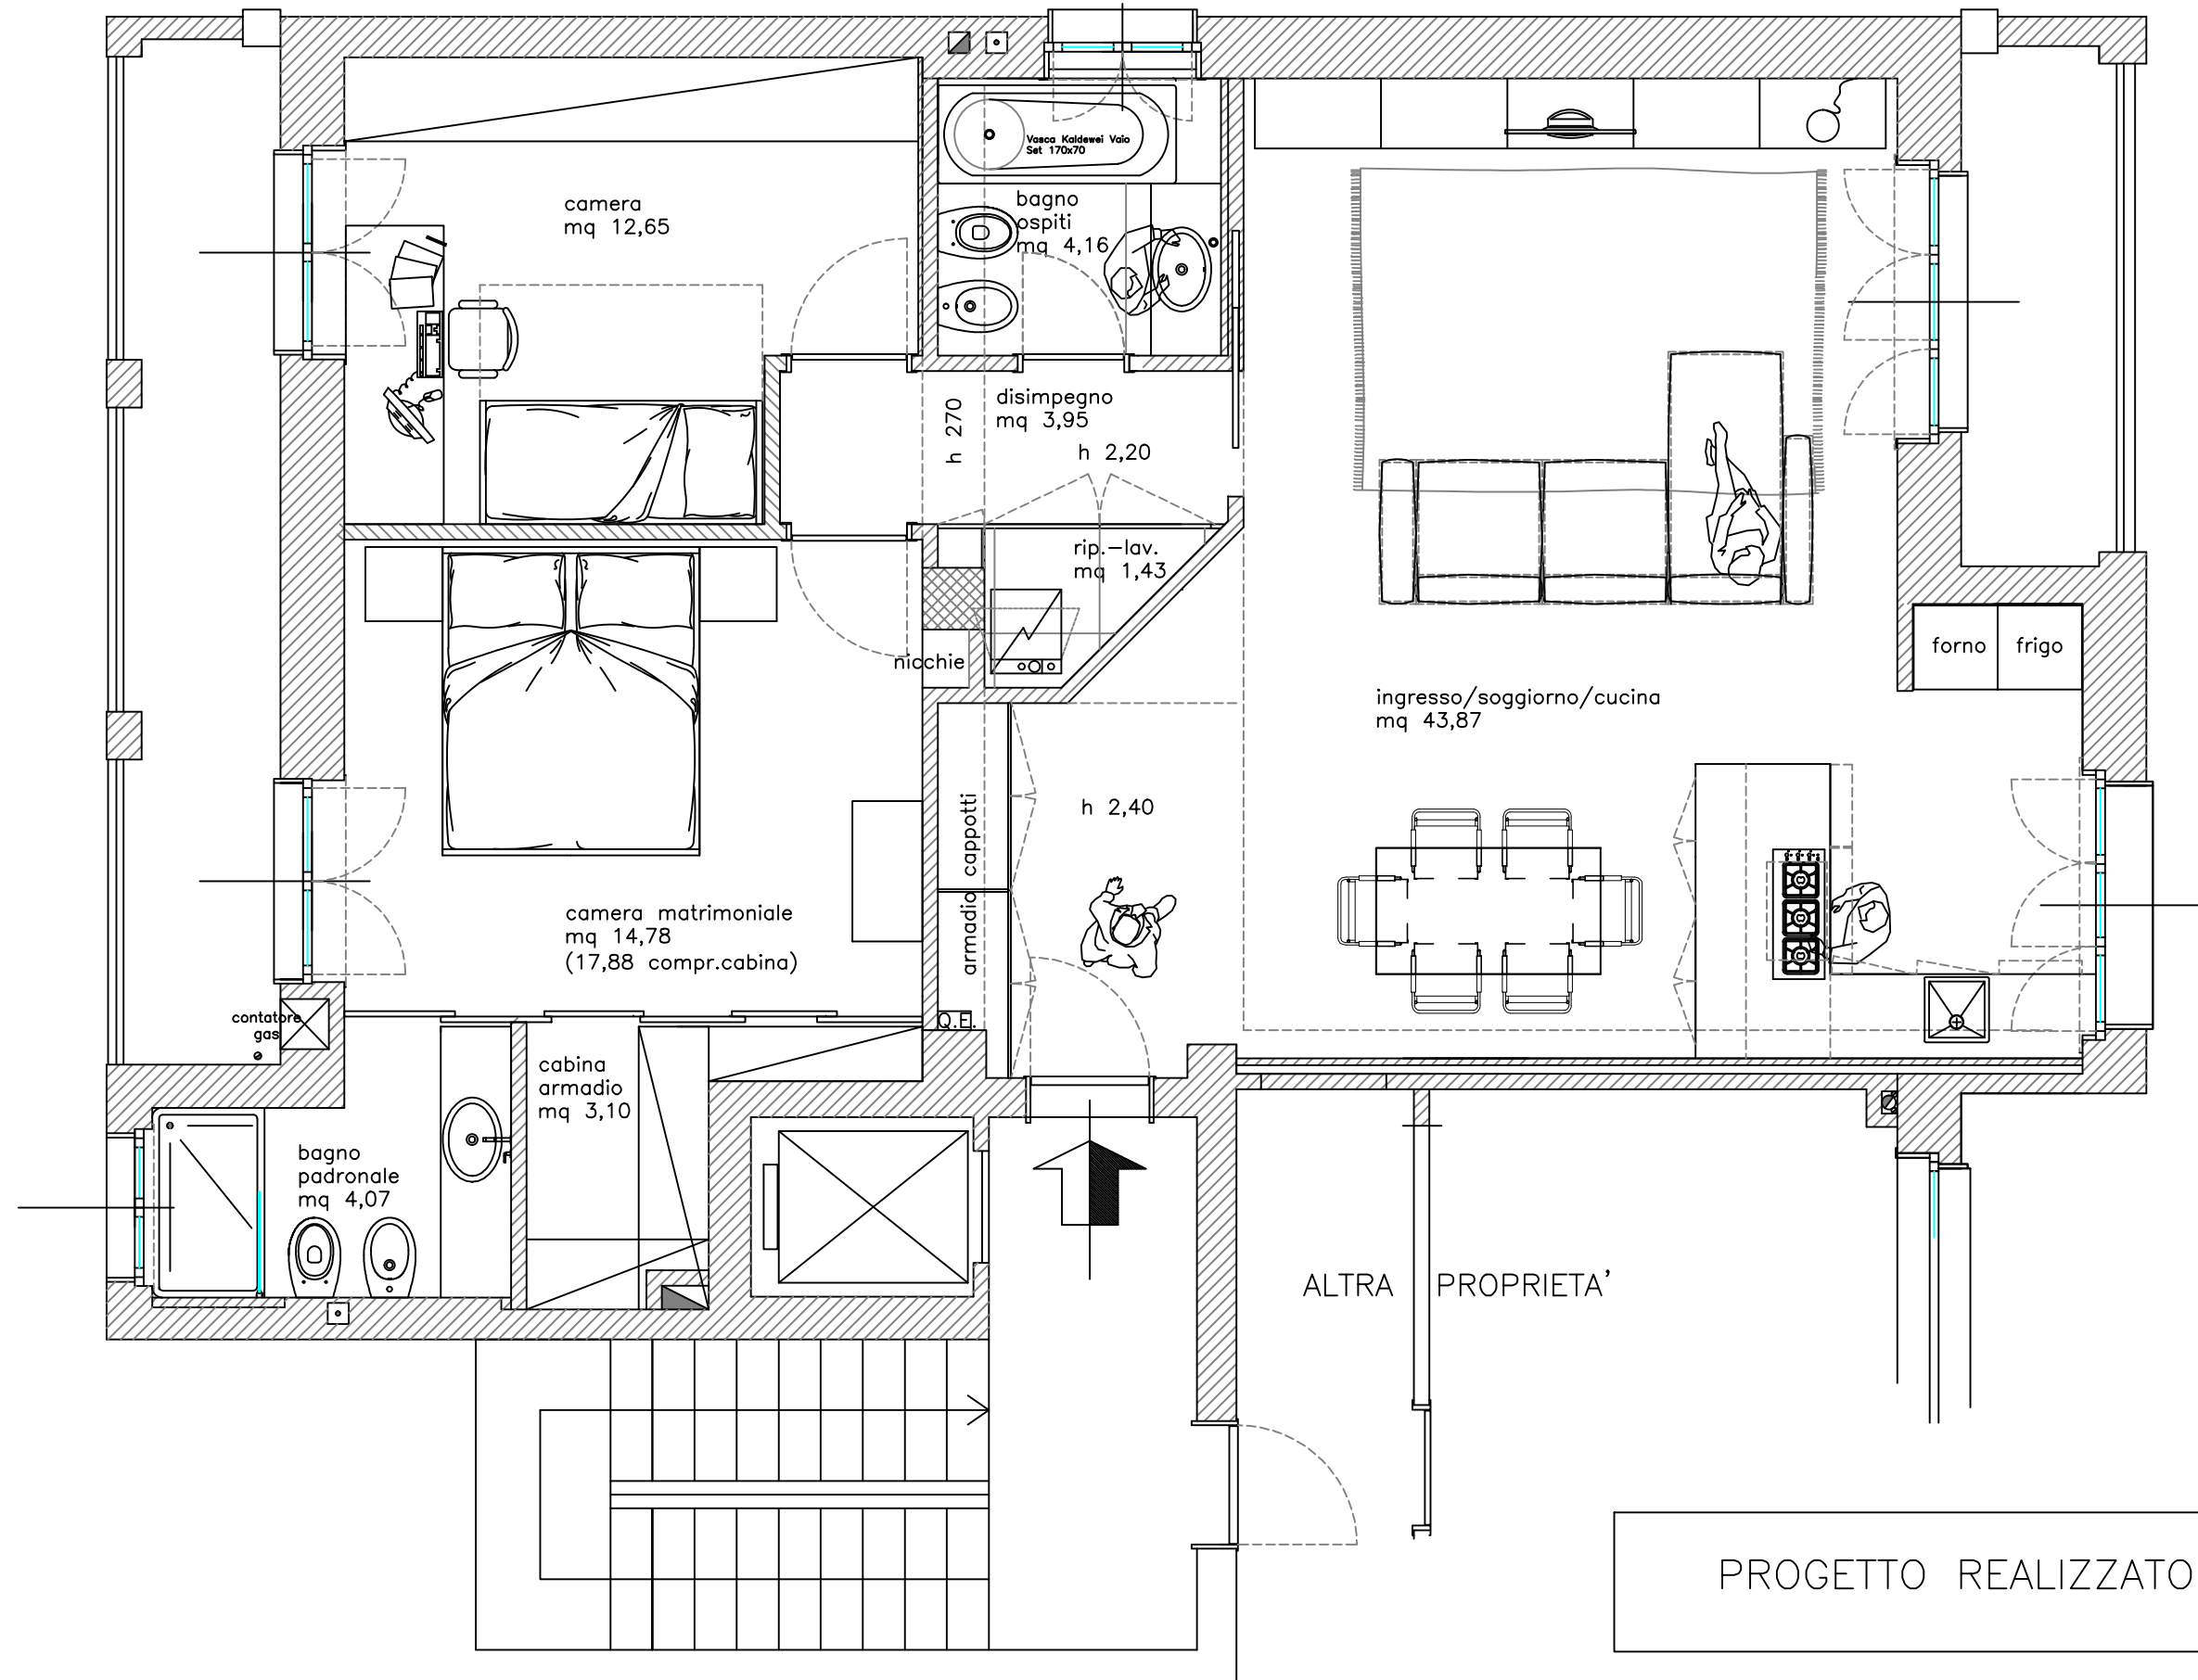 Vasca Kaldewei Vaio
Set 170x70
camera
mq 12,65
bagno
ospiti
mq 4,16
disimpegno
mq 3,95
h 270
h 2,20
rip.-lav.
mq 1,43
nicchie
forno
frigo
ingresso/soggiorno/cucina
mq 43,87
h 2,40
armadio cappotti
camera matrimoniale
mq 14,78
(17,88 compr.cabina)
contatore
gas
Q.E.
cabina
armadio
mq 3,10
bagno
padronale
mq 4,07
ALTRA PROPRIETA'
PROGETTO REALIZZATO